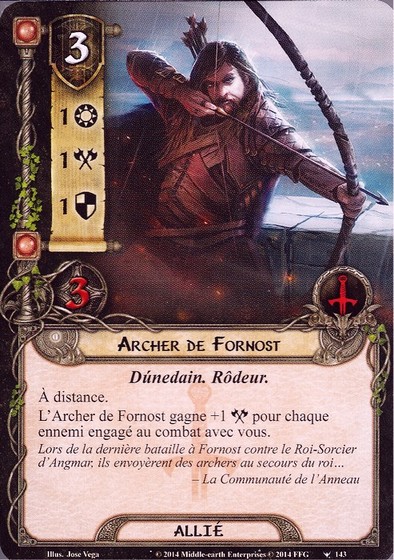 3
1
1
1
3
ARCHER DE FORNOST
Dúnedain. Rôdeur.
À distance.
L'Archer de Fornost gagne +1 pour chaque
ennemi engagé au combat avec vous.
Lors de la dernière bataille à Fornost contre le Roi-Sorcier
d'Angmar, ils envoyèrent des archers au secours du roi…
– La Communauté de l'Anneau
ALLIÉ
Illus. Jose Vega © 2014 Middle-earth Enterprises © 2014 FFG 143